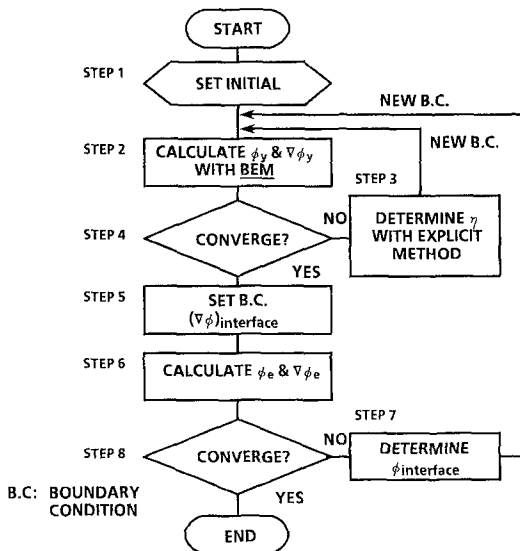 START
STEP 1
SET INITIAL
NEW B.C.
NEW B.C.
STEP 2
CALCULATE ϕy & ∇ϕy
WITH BEM
STEP 3
DETERMINE η
WITH EXPLICIT
METHOD
STEP 4
CONVERGE?
NO
YES
STEP 5
SET B.C.
(∇ϕ)interface
STEP 6
CALCULATE ϕe & ∇ϕe
STEP 7
DETERMINE
ϕinterface
STEP 8
CONVERGE?
NO
YES
B.C: BOUNDARY
CONDITION
END